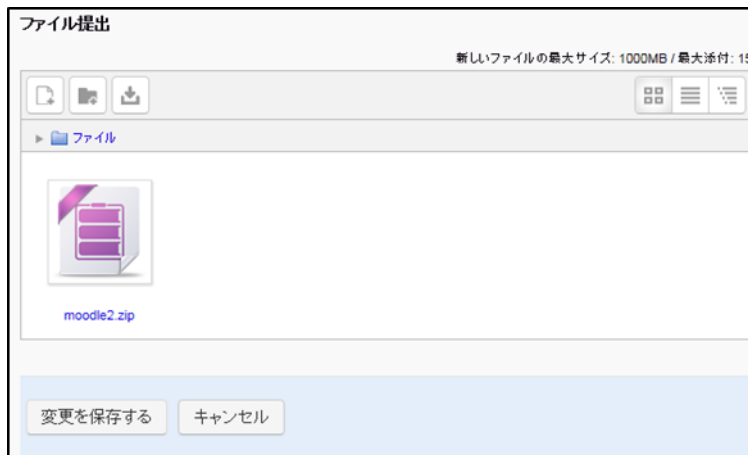 ファイル提出
新しいファイルの最大サイズ: 1000MB / 最大添付: 15
ファイル
moodle2.zip
変更を保存する
キャンセル